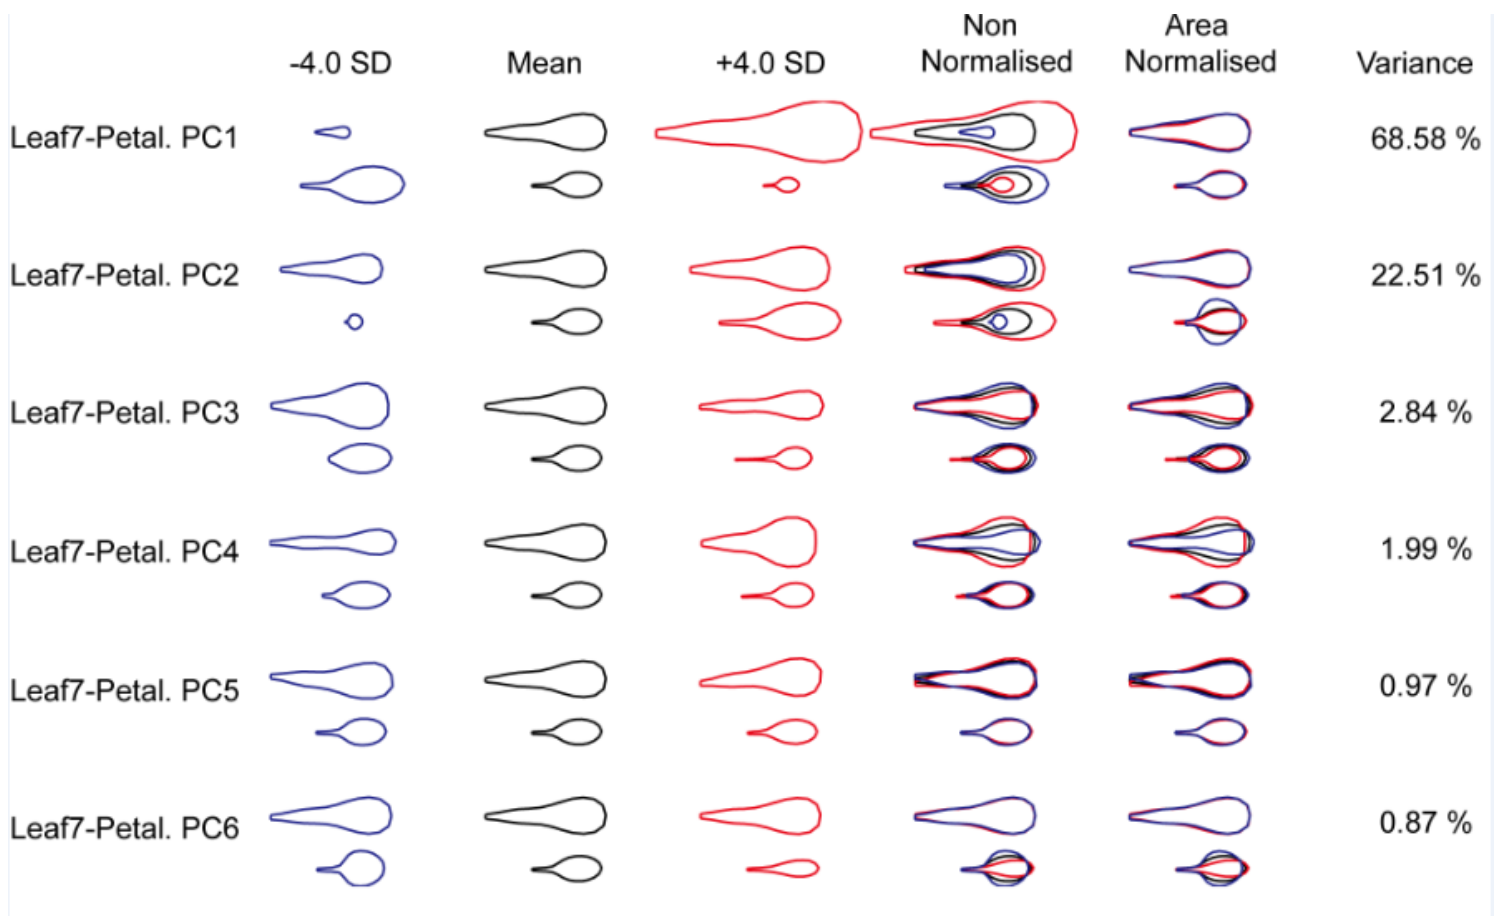 Non Area
-4.0 SD Mean +4.0 SD Normalised Normalised Variance
Leaf7-Petal. PC1 68.58 %
Leaf7-Petal. PC2 22.51 %
Leaf7-Petal. PC3 2.84 %
Leaf7-Petal. PC4 1.99 %
Leaf7-Petal. PC5 0.97 %
Leaf7-Petal. PC6 0.87 %